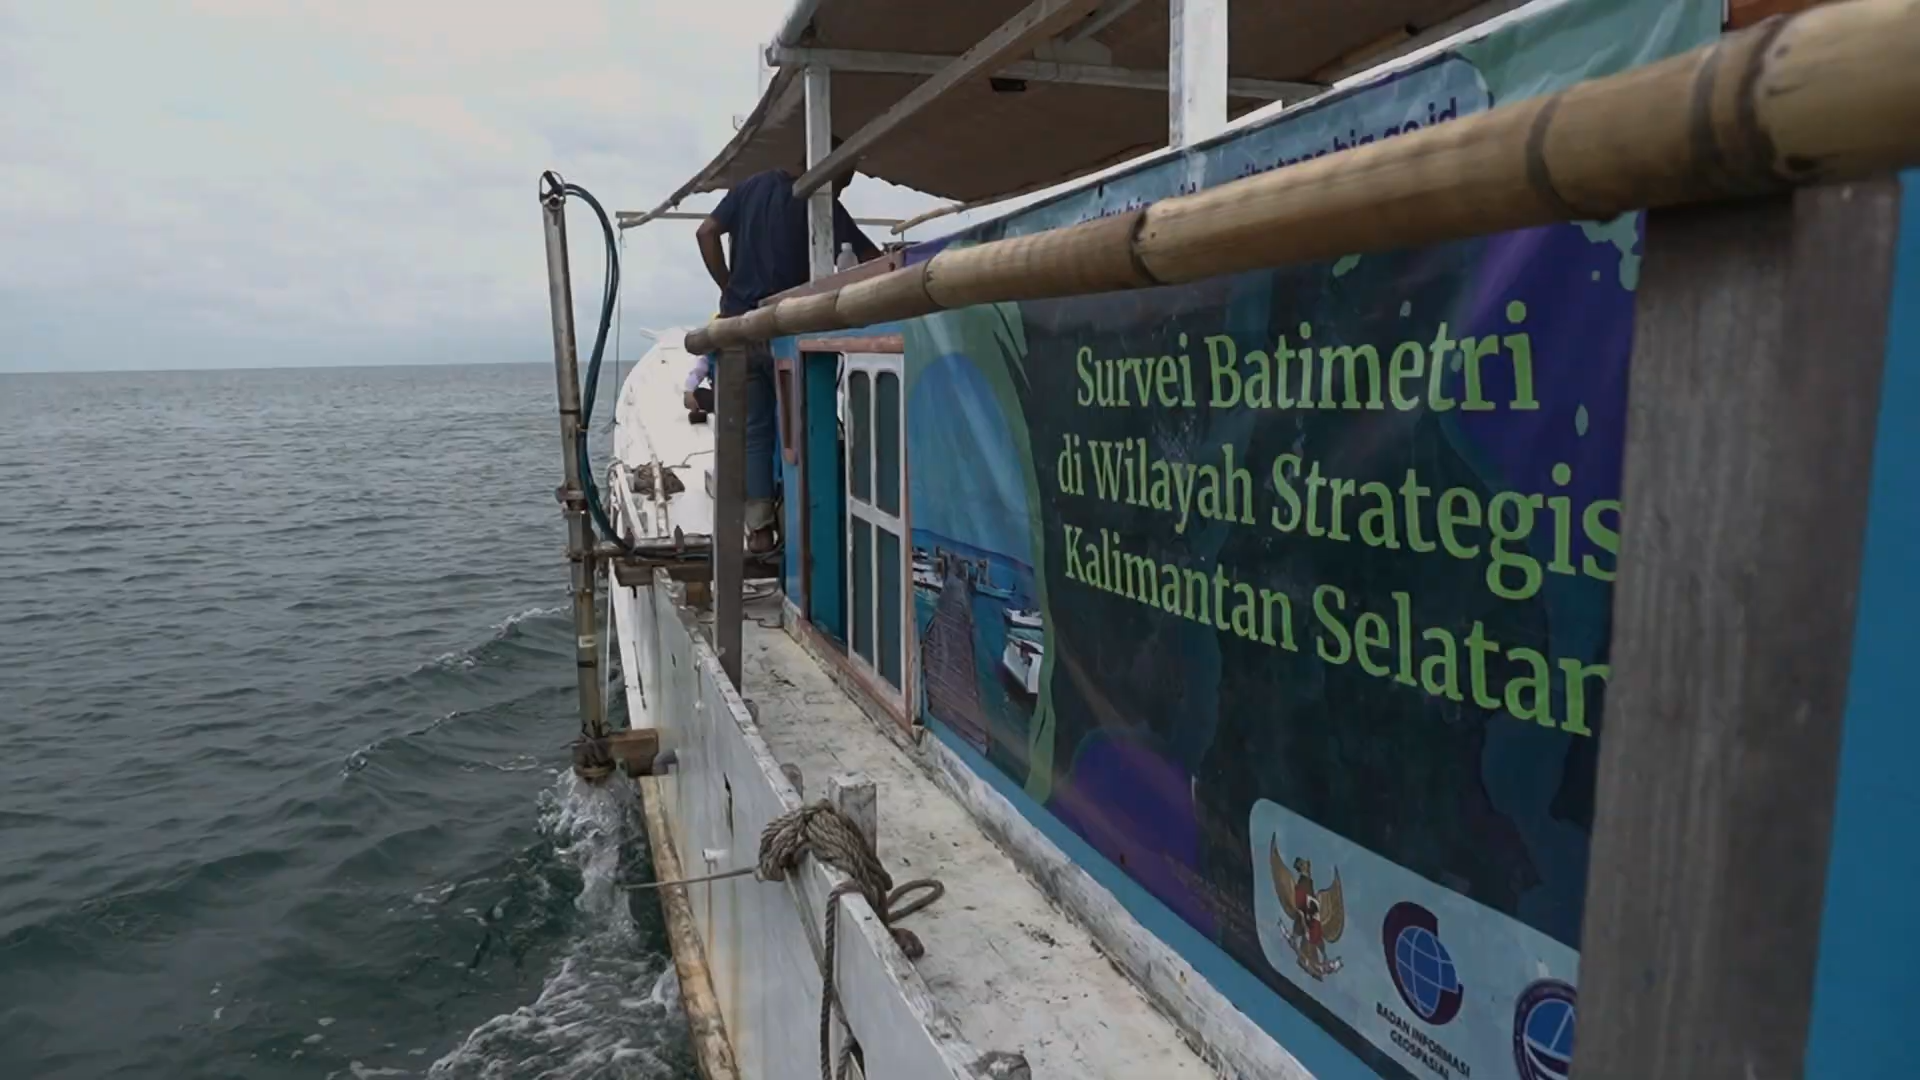 Survei Batimetri
di Wilayah Strategis
Kalimantan Selatan
BADAN INFORMASI
GEOSPASIAL